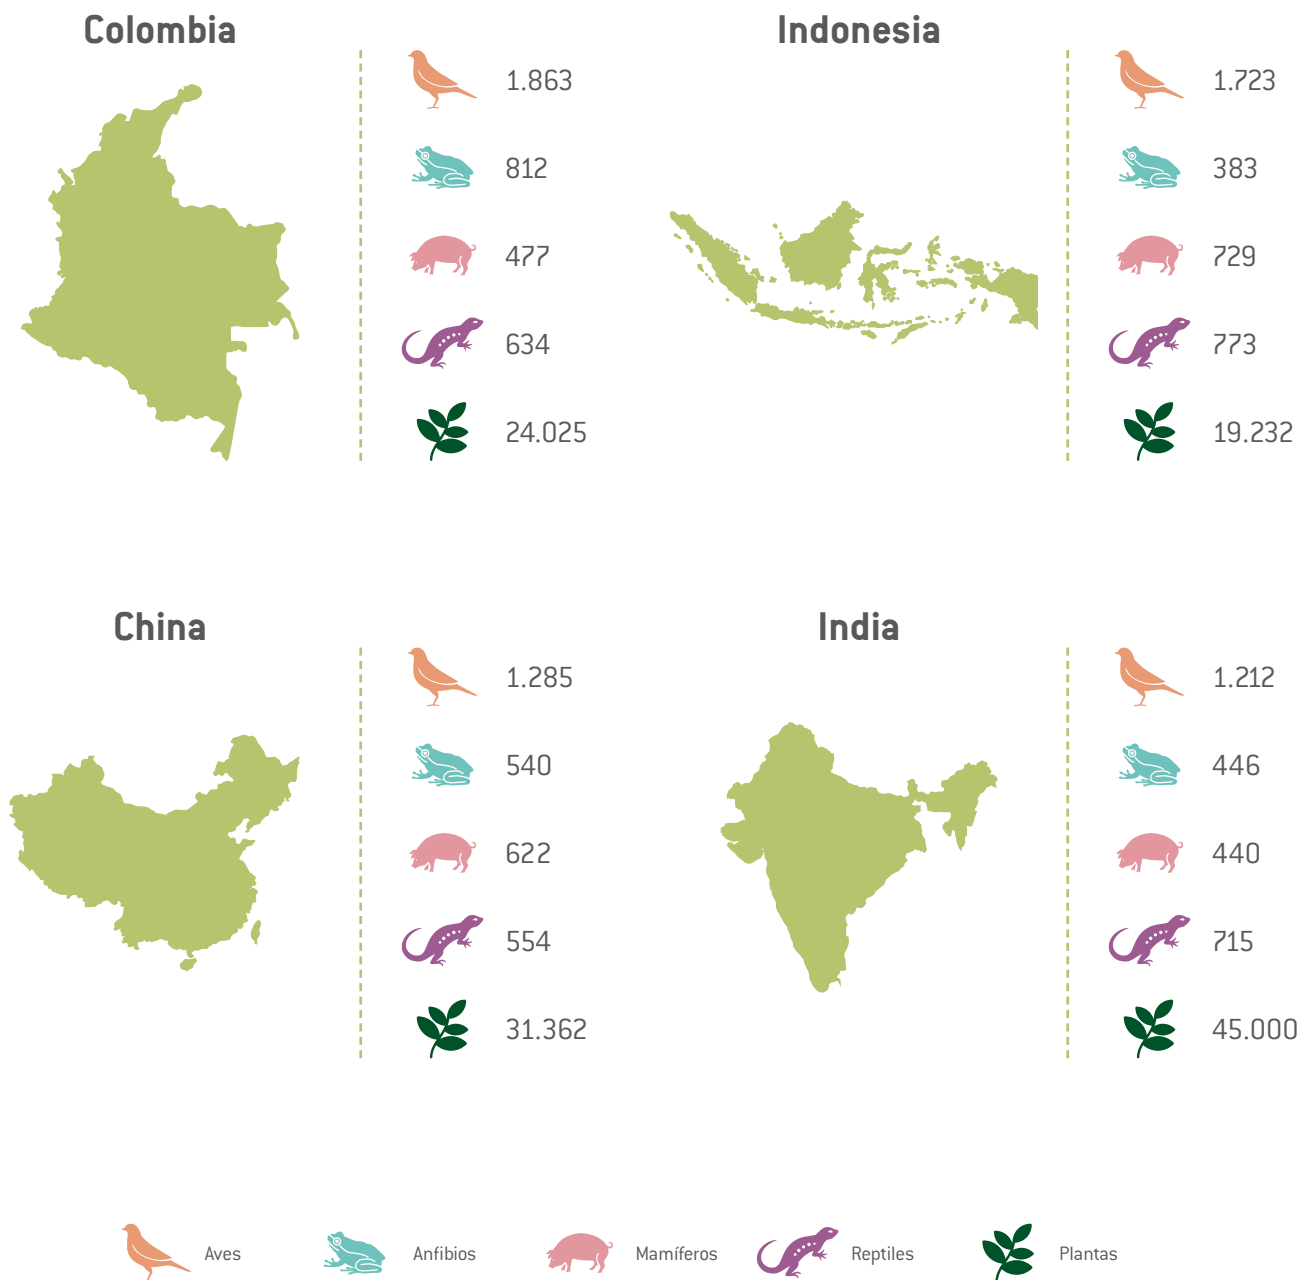 Colombia
1.863
812
477
634
24.025
Indonesia
1.723
383
729
773
19.232
China
1.285
540
622
554
31.362
India
1.212
446
440
715
45.000
Aves
Anfibios
Mamíferos
Reptiles
Plantas